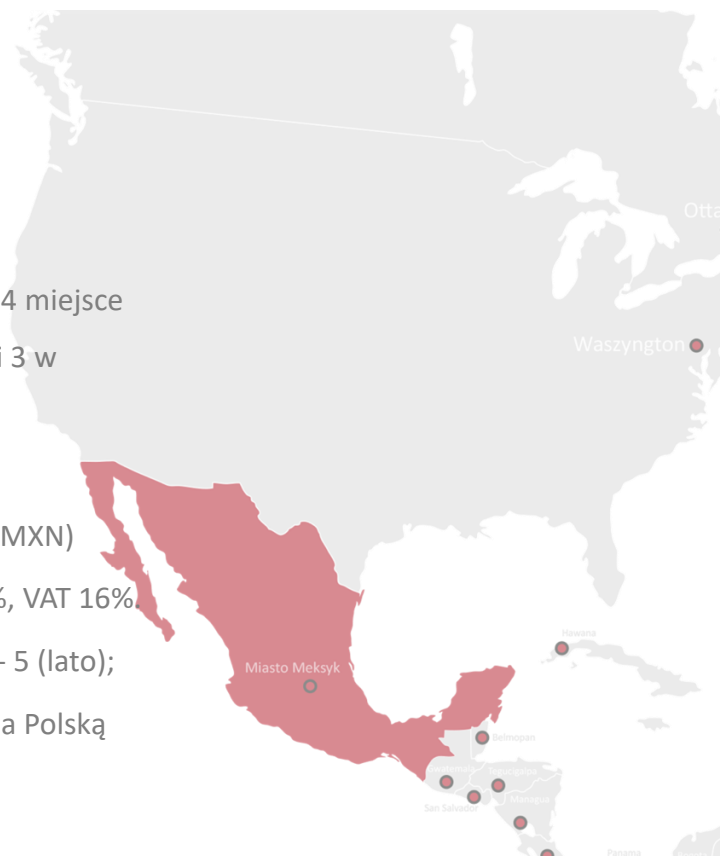 Otta
4 miejsce
Waszyngton
i 3 w
MXN)
%, VAT 16%
Hawana
- 5 (lato);
Miasto Meksyk
a Polską
Belmopan
Tegucigalpa
San Salvador
Managua
Panama